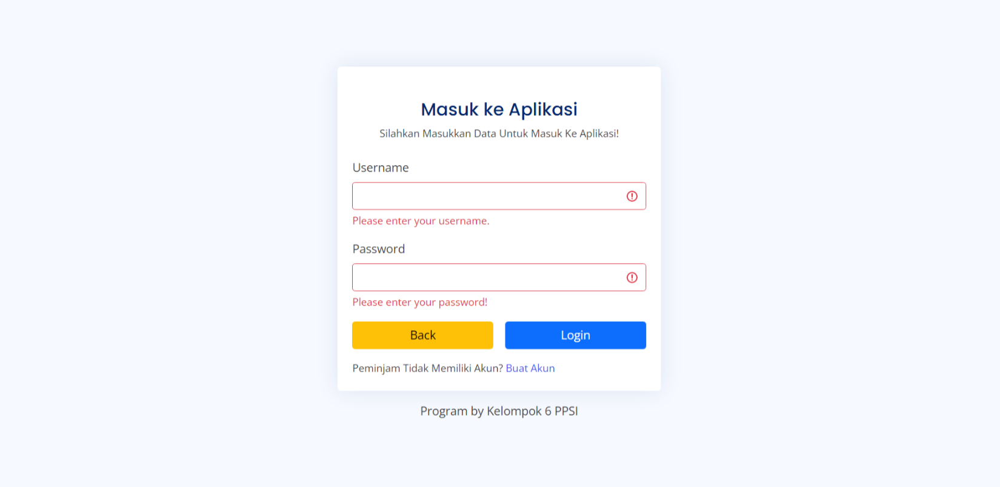 Masuk ke Aplikasi
Silahkan Masukkan Data Untuk Masuk Ke Aplikasi!
Username
Please enter your username.
Password
Please enter your password!
Back Login
Peminjam Tidak Memiliki Akun? Buat Akun
Program by Kelompok 6 PPSI